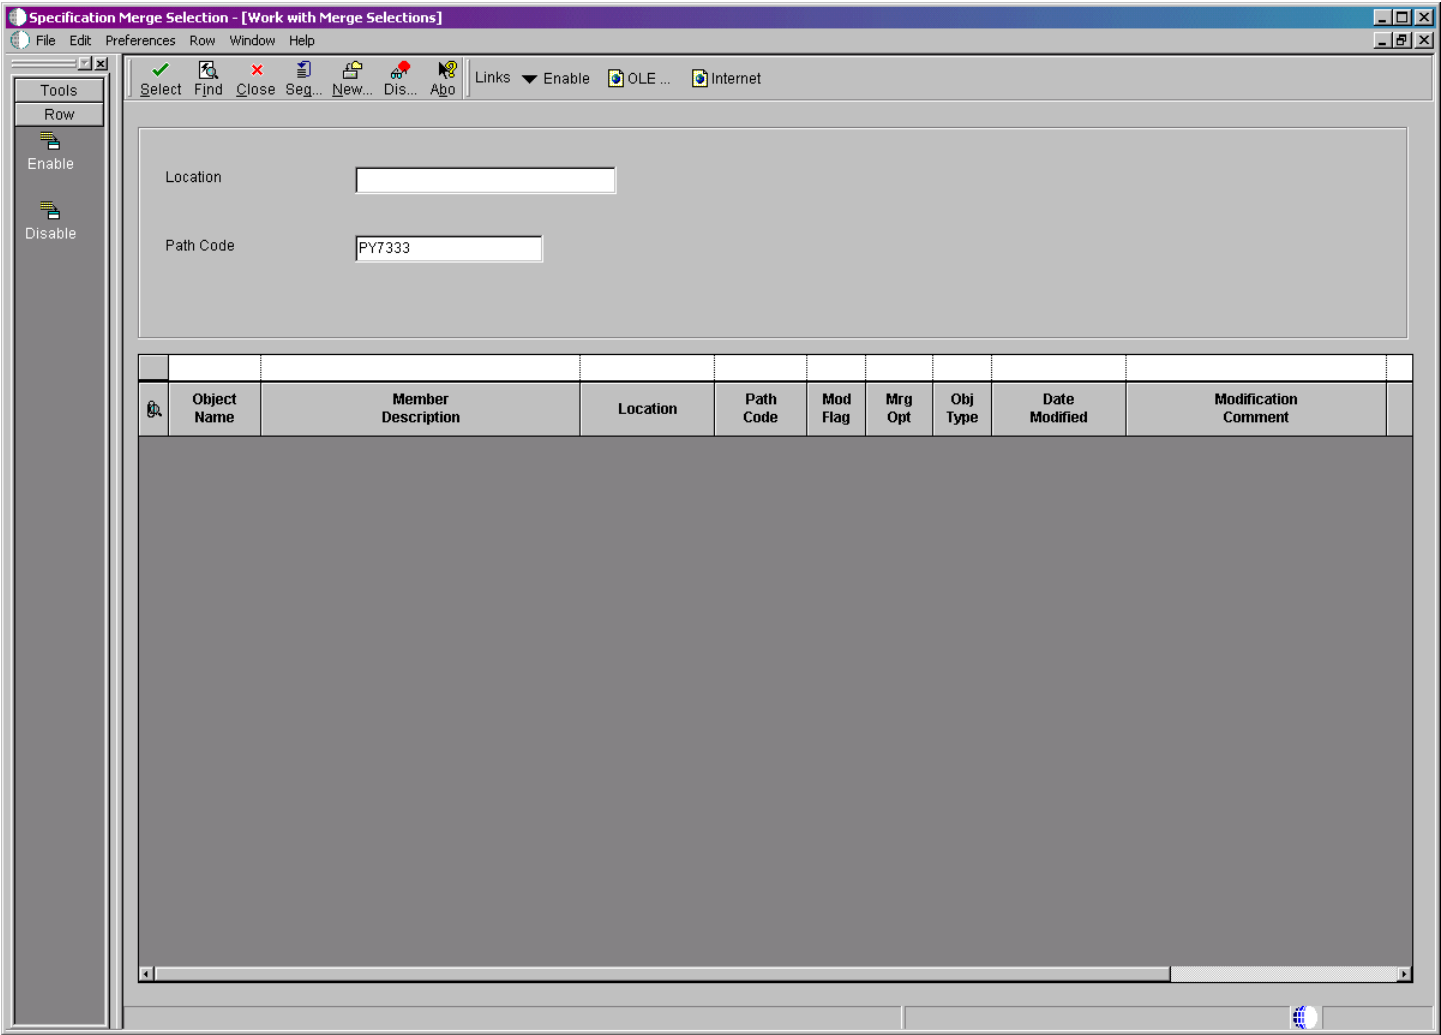 Specification Merge Selection - [Work with Merge Selections]
File Edit Preferences Row Window Help
Tools
Row
Enable
Disable
Select Find Close Seq... New... Dis... Abo Links Enable OLE ... Internet
Location
Path Code PY7333
Object Name Member Description Location Path Code Mod Flag Mrg Opt Obj Type Date Modified Modification Comment